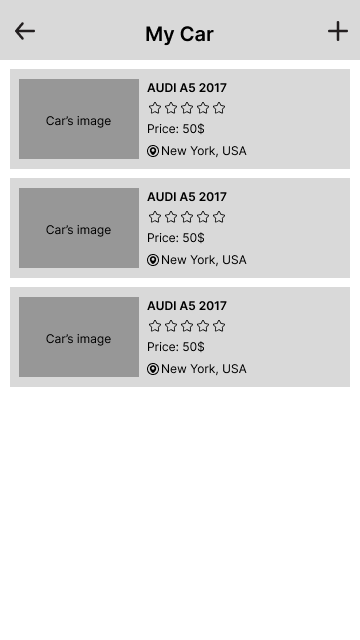 My Car
Car's image
AUDI A5 2017
Price: 50$
New York, USA
Car's image
AUDI A5 2017
Price: 50$
New York, USA
Car's image
AUDI A5 2017
Price: 50$
New York, USA